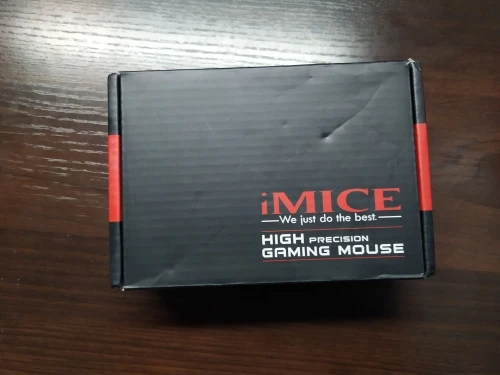 iMICE
We just do the best.
HIGH PRECISION
GAMING MOUSE